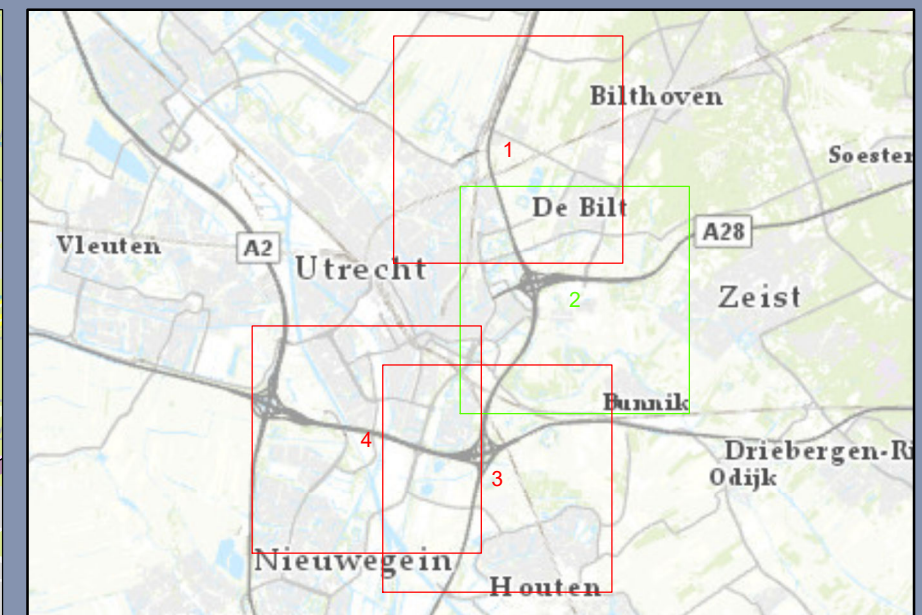 Bilthoven
1
Soester
De Bilt
A28
Vleuten
A2
Utrecht
2
Zeist
Bunnik
4
3
Driebergen-Ri
Odijk
Nieuwegein
Houten